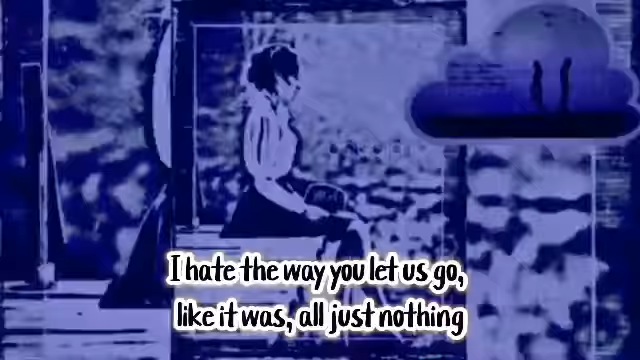 I hate the way you let us go,
like it was, all just nothing